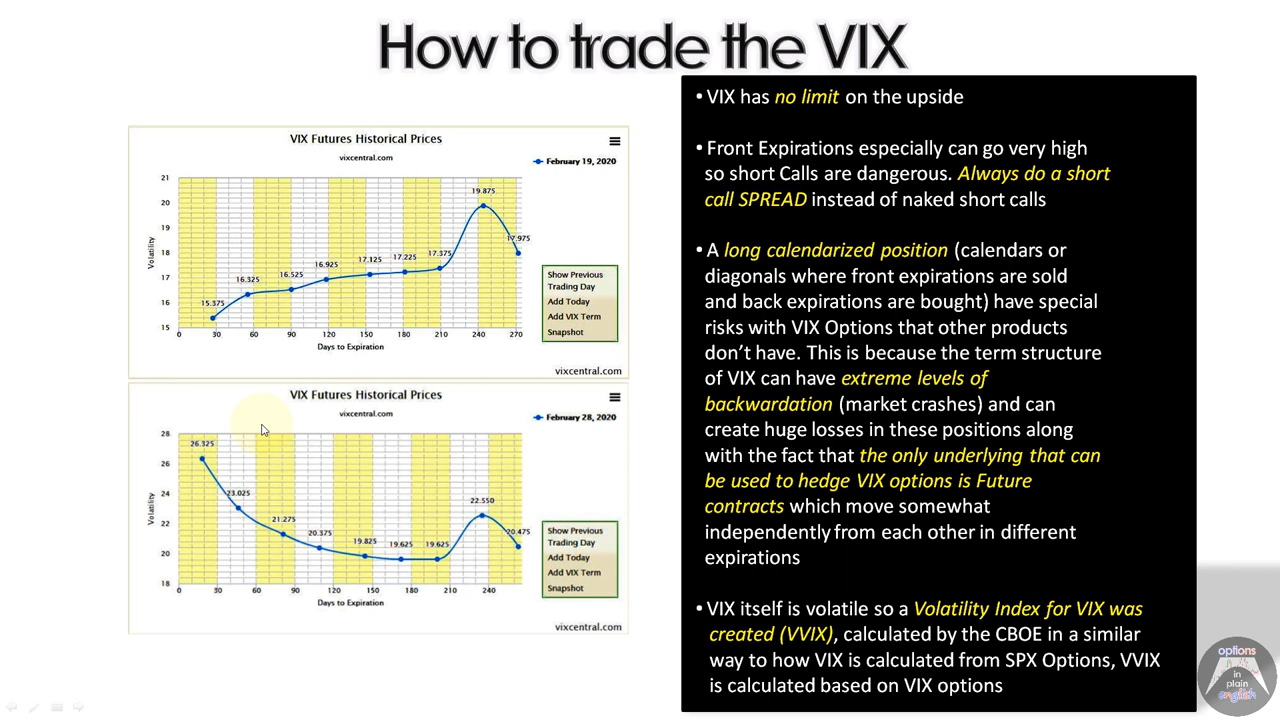 How to trade the VIX
VIX Futures Historical Prices
vixcentral.com
February 19, 2020
21
20
19
18
17
16
15
Volatility
15.375
16.325
16.525
16.925
17.125
17.225
17.375
19.875
17.975
0
30
60
90
120
150
180
210
240
270
Days to Expiration
Show Previous
Trading Day
Add Today
Add VIX Term
Snapshot
vixcentral.com
VIX Futures Historical Prices
vixcentral.com
February 28, 2020
28
26
24
22
20
18
Volatility
26.325
23.025
21.275
20.375
19.825
19.625
19.625
22.550
20.475
0
30
60
90
120
150
180
210
240
Days to Expiration
Show Previous
Trading Day
Add Today
Add VIX Term
Snapshot
vixcentral.com
• VIX has no limit on the upside
• Front Expirations especially can go very high
so short Calls are dangerous. Always do a short
call SPREAD instead of naked short calls
• A long calendarized position (calendars or
diagonals where front expirations are sold
and back expirations are bought) have special
risks with VIX Options that other products
don't have. This is because the term structure
of VIX can have extreme levels of
backwardation (market crashes) and can
create huge losses in these positions along
with the fact that the only underlying that can
be used to hedge VIX options is Future
contracts which move somewhat
independently from each other in different
expirations
• VIX itself is volatile so a Volatility Index for VIX was
created (VVIX), calculated by the CBOE in a similar
way to how VIX is calculated from SPX Options, VVIX
is calculated based on VIX options
options
in
plain
english